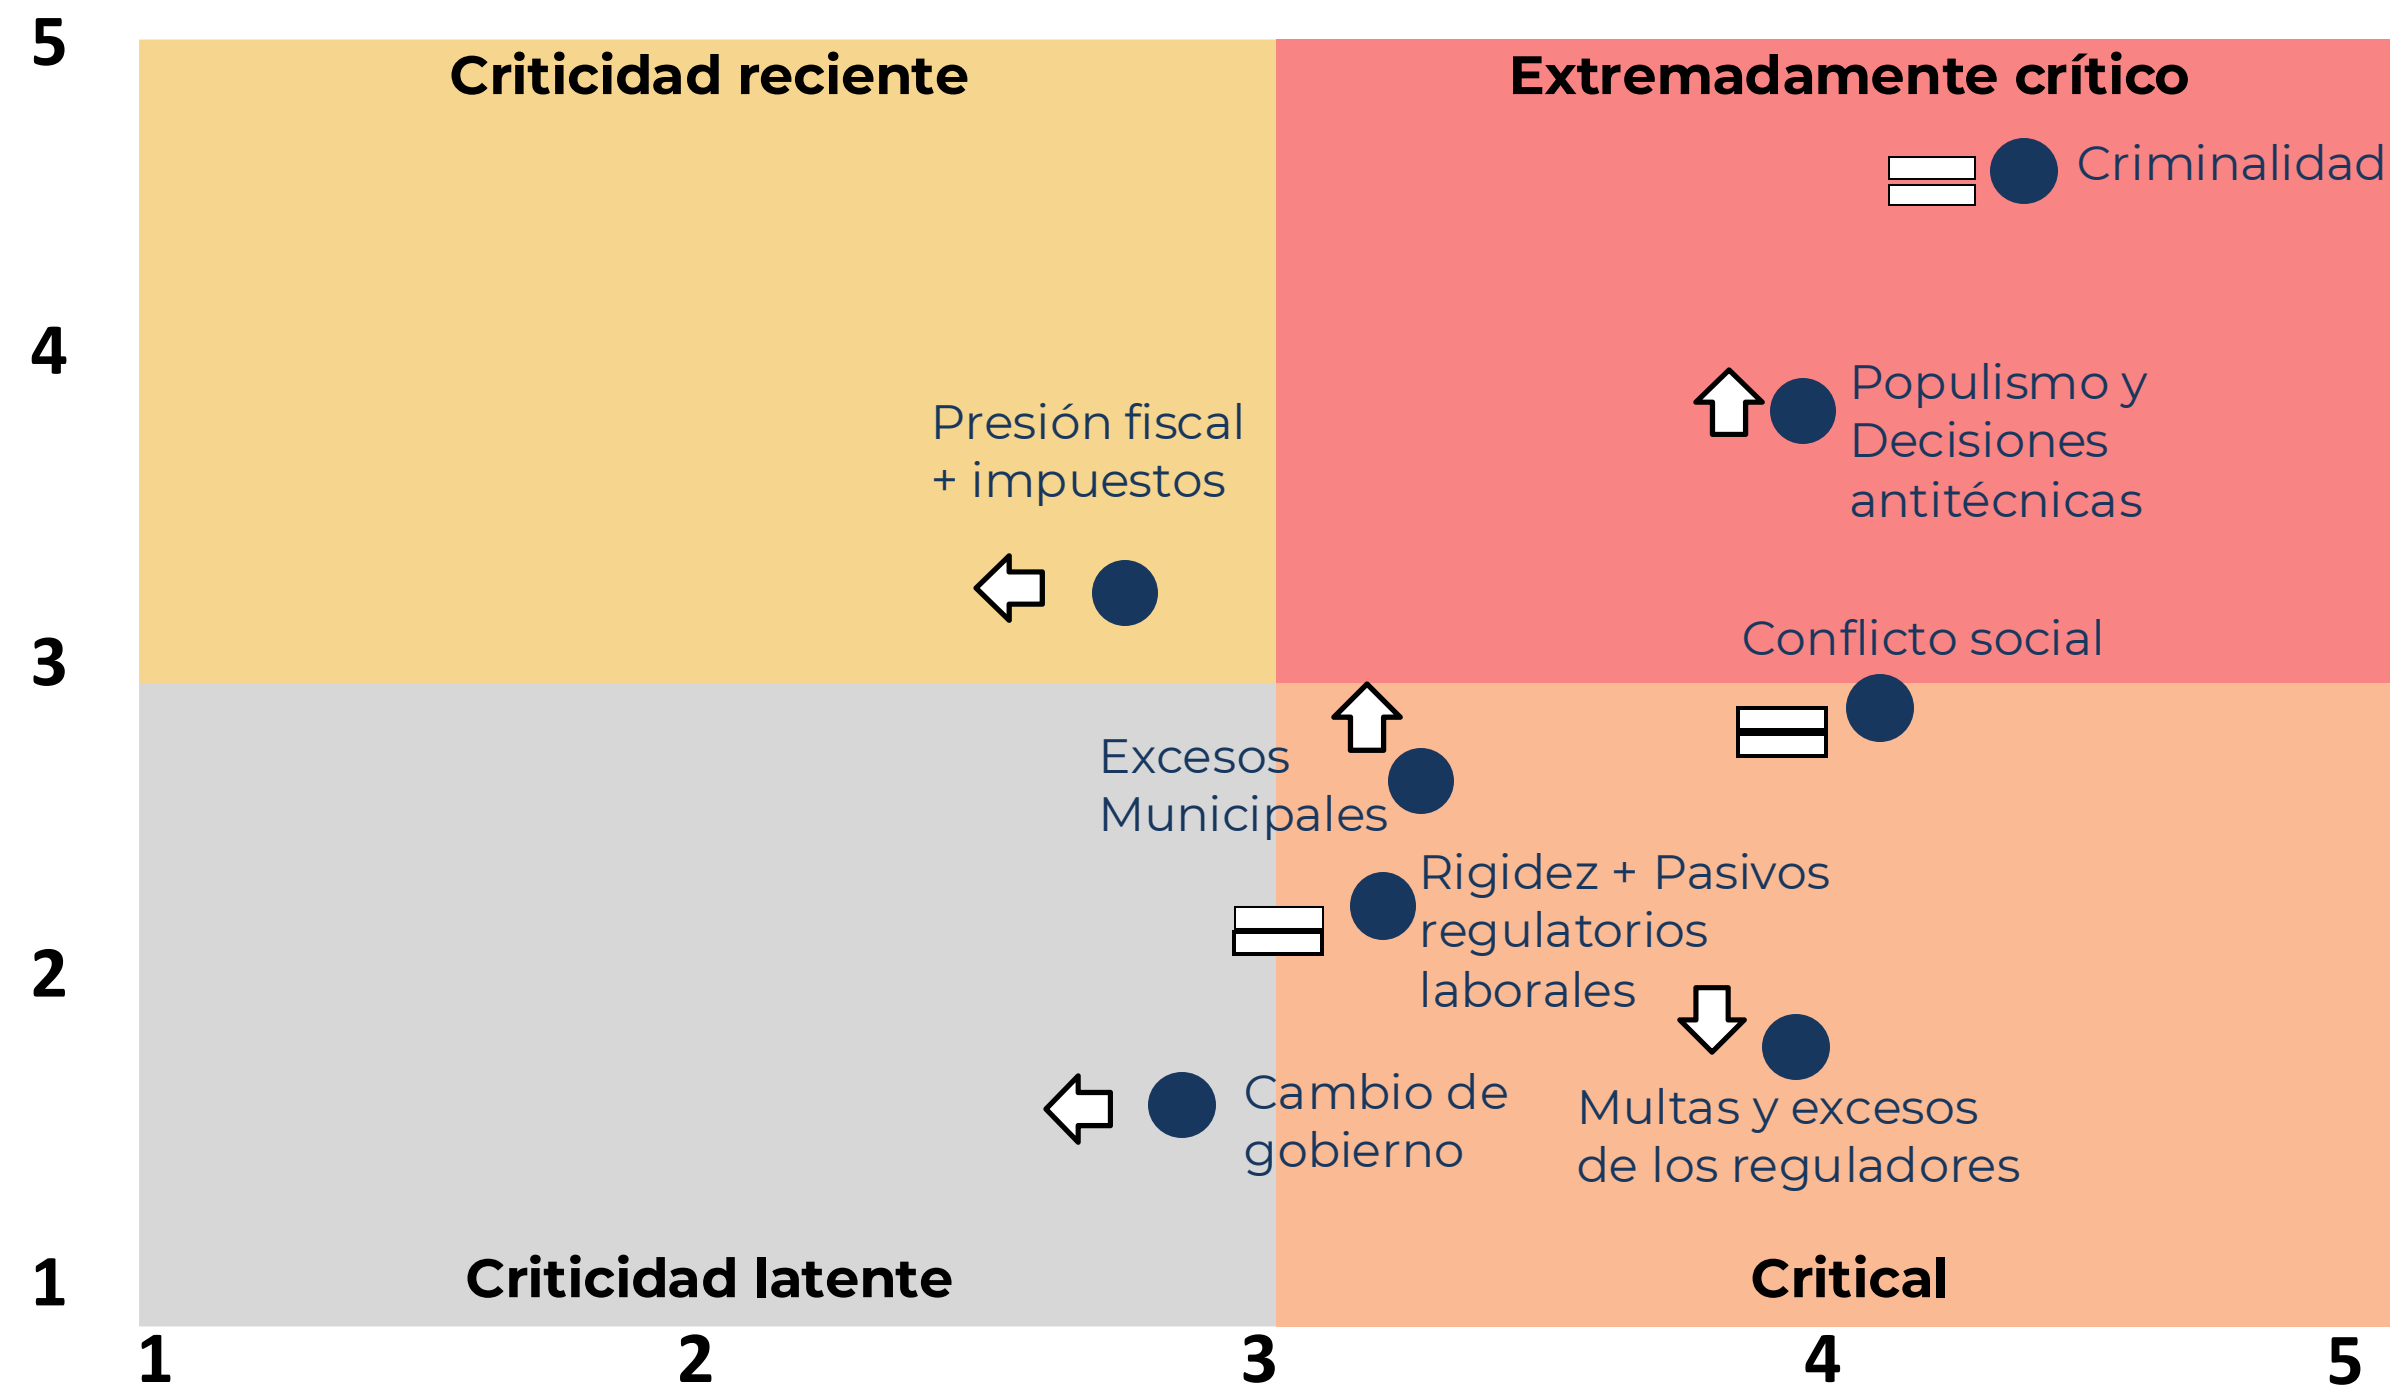 5
Criticidad reciente
Extremadamente crítico
Criminalidad
4
Populismo y
Decisiones
antitécnicas
Presión fiscal
+ impuestos
3
Conflicto social
Excesos
Municipales
Rigidez + Pasivos
regulatorios
laborales
2
Cambio de
gobierno
Multas y excesos
de los reguladores
1
Criticidad latente
Critical
1 2 3 4 5